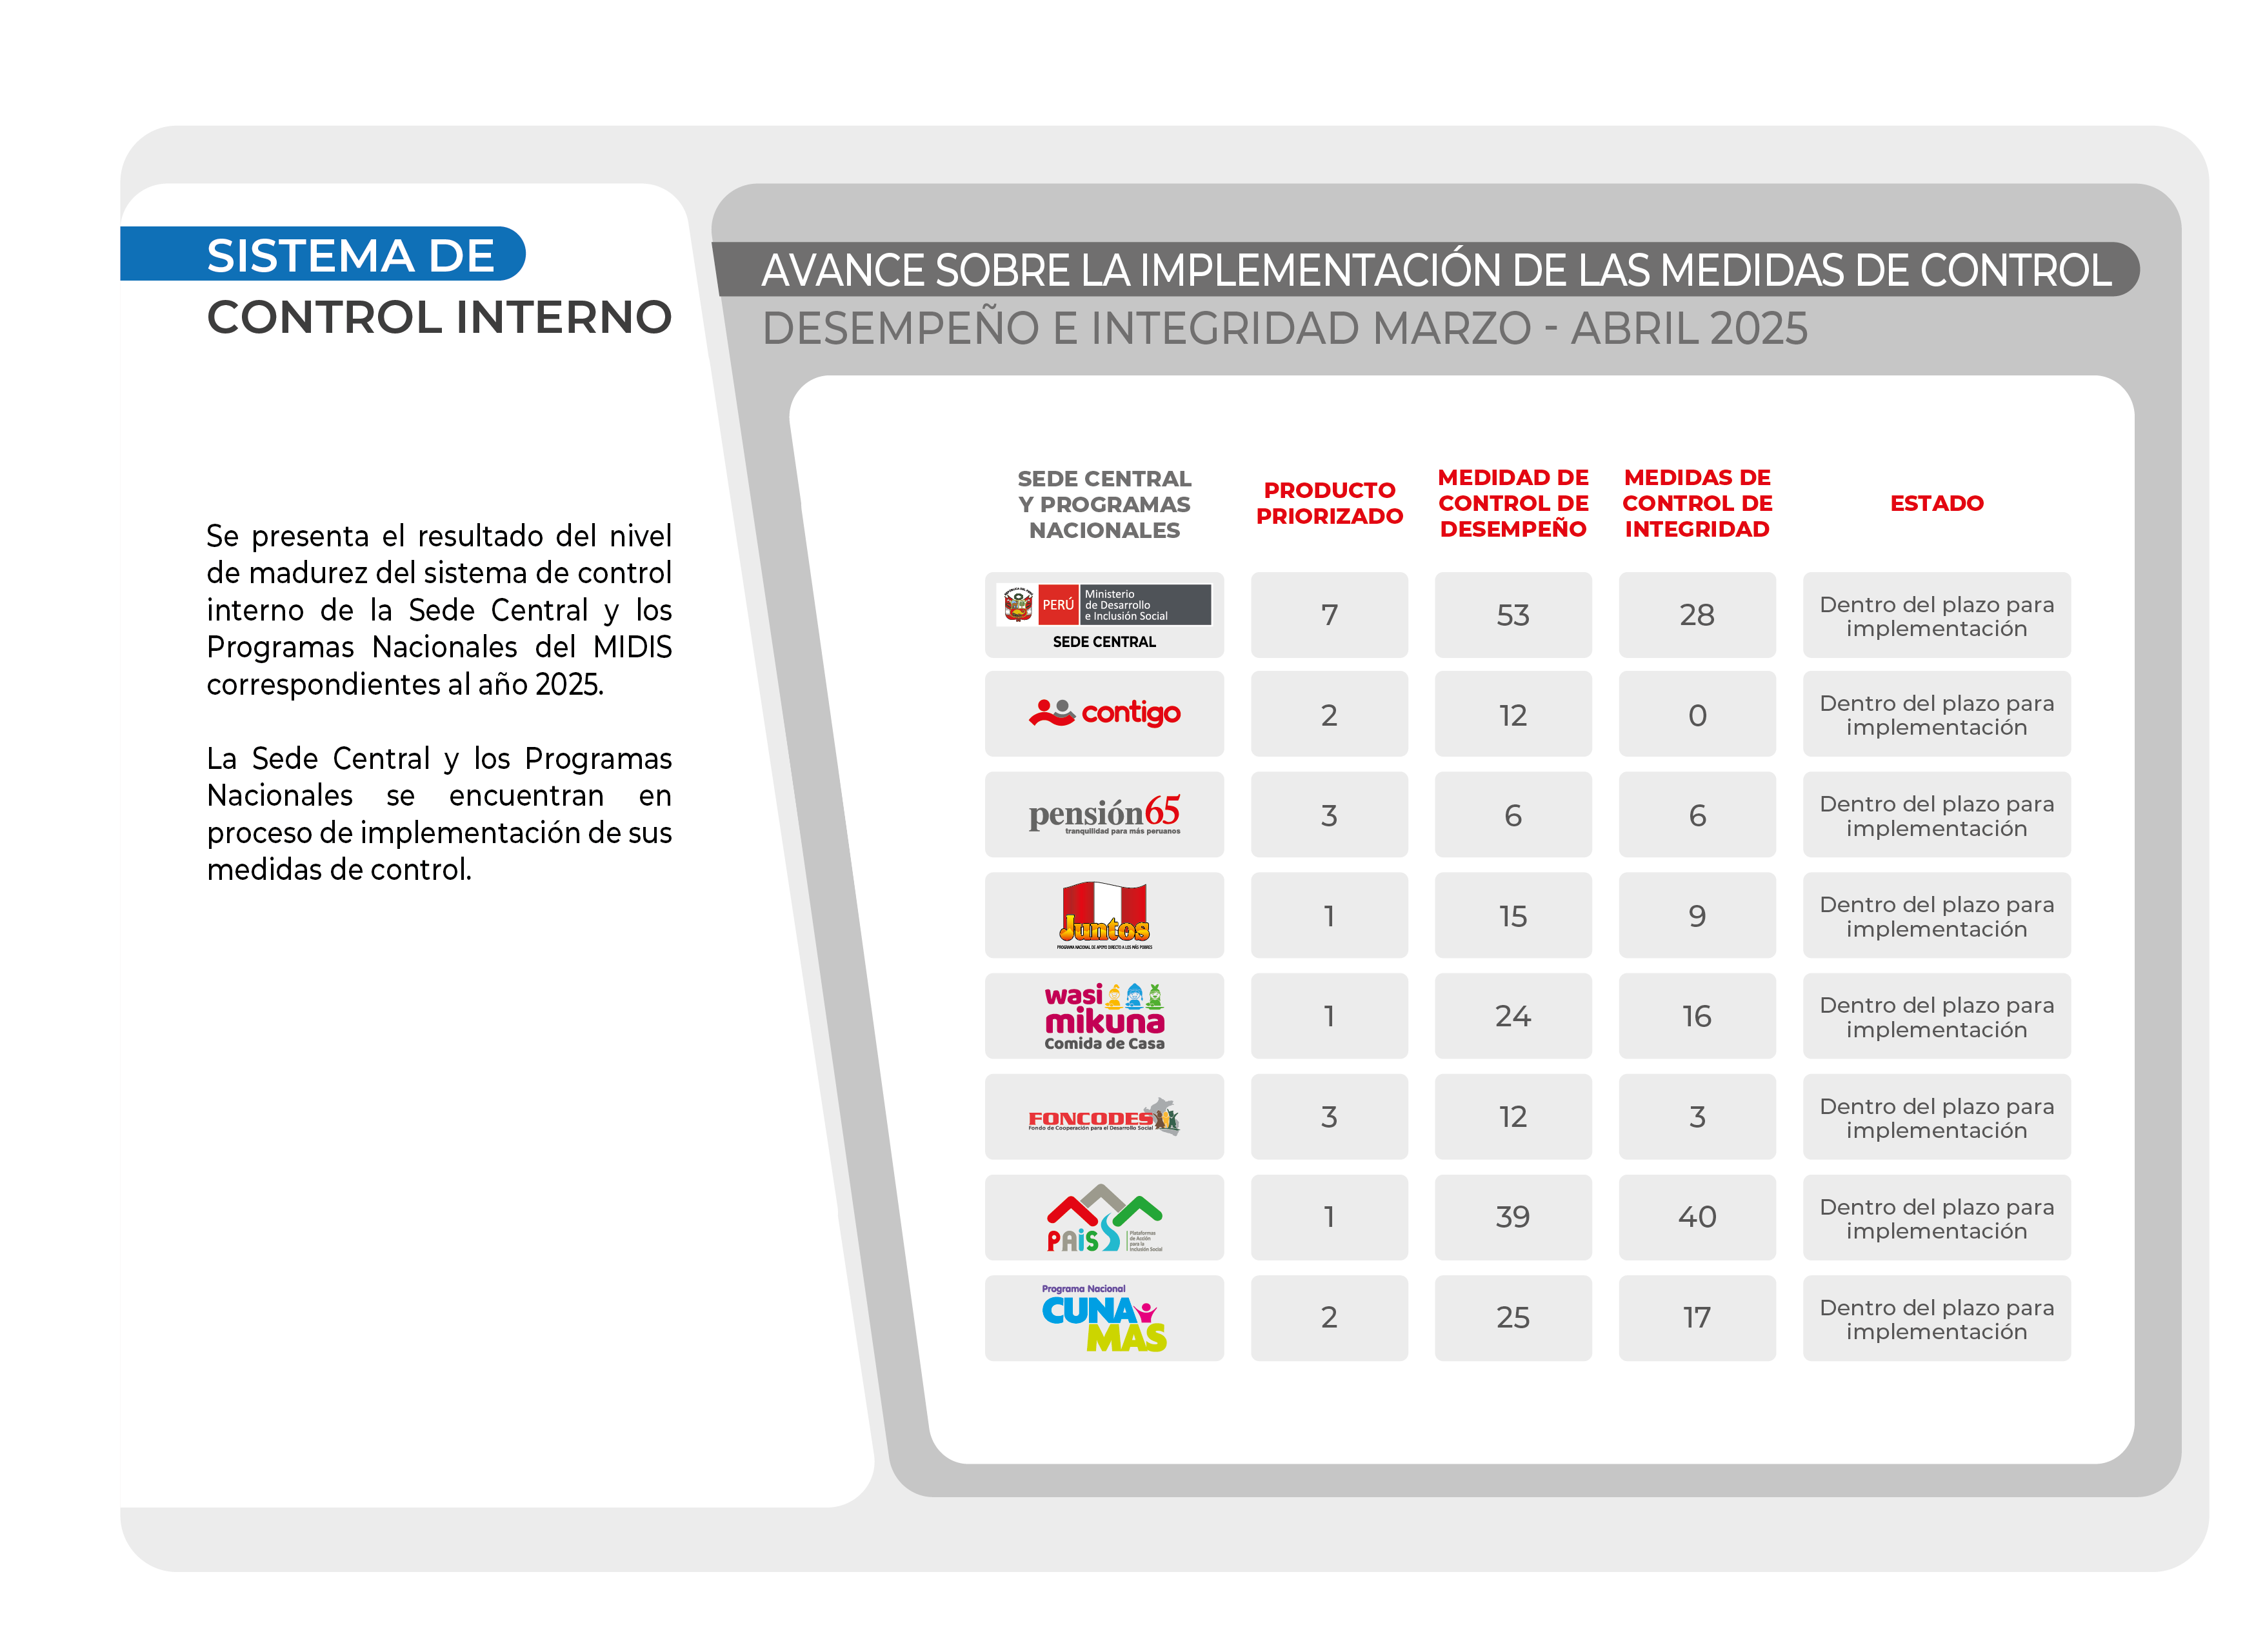 SISTEMA DE
CONTROL INTERNO
Se presenta el resultado del nivel
de madurez del sistema de control
interno de la Sede Central y los
Programas Nacionales del MIDIS
correspondientes al año 2025.
La Sede Central y los Programas
Nacionales se encuentran en
proceso de implementación de sus
medidas de control.
AVANCE SOBRE LA IMPLEMENTACIÓN DE LAS MEDIDAS DE CONTROL
DESEMPEÑO E INTEGRIDAD MARZO - ABRIL 2025
SEDE CENTRAL
Y PROGRAMAS
NACIONALES
PRODUCTO
PRIORIZADO
MEDIDAD DE
CONTROL DE
DESEMPEÑO
MEDIDAS DE
CONTROL DE
INTEGRIDAD
ESTADO
PERÚ
Ministerio
de Desarrollo
e Inclusión Social
SEDE CENTRAL
7
53
28
Dentro del plazo para
implementación
contigo
2
12
0
Dentro del plazo para
implementación
pensión65
tranquilidad para más peruanos
3
6
6
Dentro del plazo para
implementación
Juntos
PROGRAMA NACIONAL DE APOYO DIRECTO A LOS MÁS POBRES
1
15
9
Dentro del plazo para
implementación
wasi
mikuna
Comida de Casa
1
24
16
Dentro del plazo para
implementación
FONCODES
Fondo de Cooperación para el Desarrollo Social
3
12
3
Dentro del plazo para
implementación
PAiS
Plataformas
de Acción
para la
Inclusión Social
1
39
40
Dentro del plazo para
implementación
Programa Nacional
CUNA
MAS
2
25
17
Dentro del plazo para
implementación